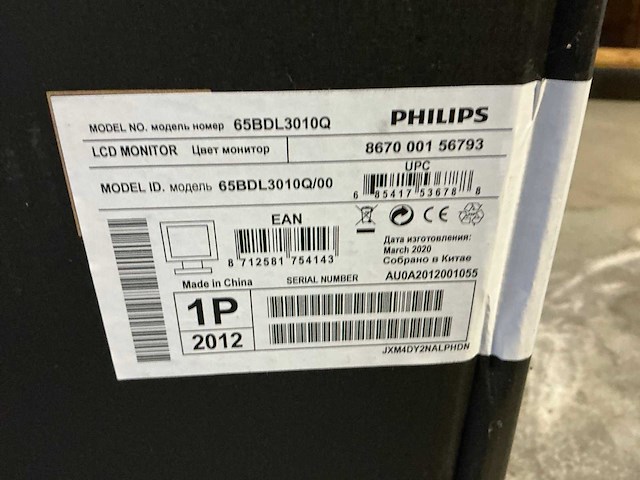 MODEL NO. модель номер 65BDL3010Q
PHILIPS
LCD MONITOR Цвет монитор
8670 001 56793
MODEL ID. модель 65BDL3010Q/00
UPC
6 85417 53678 8
EAN
8 712581 754143
CE
Дата изготовления:
March 2020
Собрано в Китае
Made in China
SERIAL NUMBER
AU0A2012001055
1P
2012
JXM4DY2NALPHDN